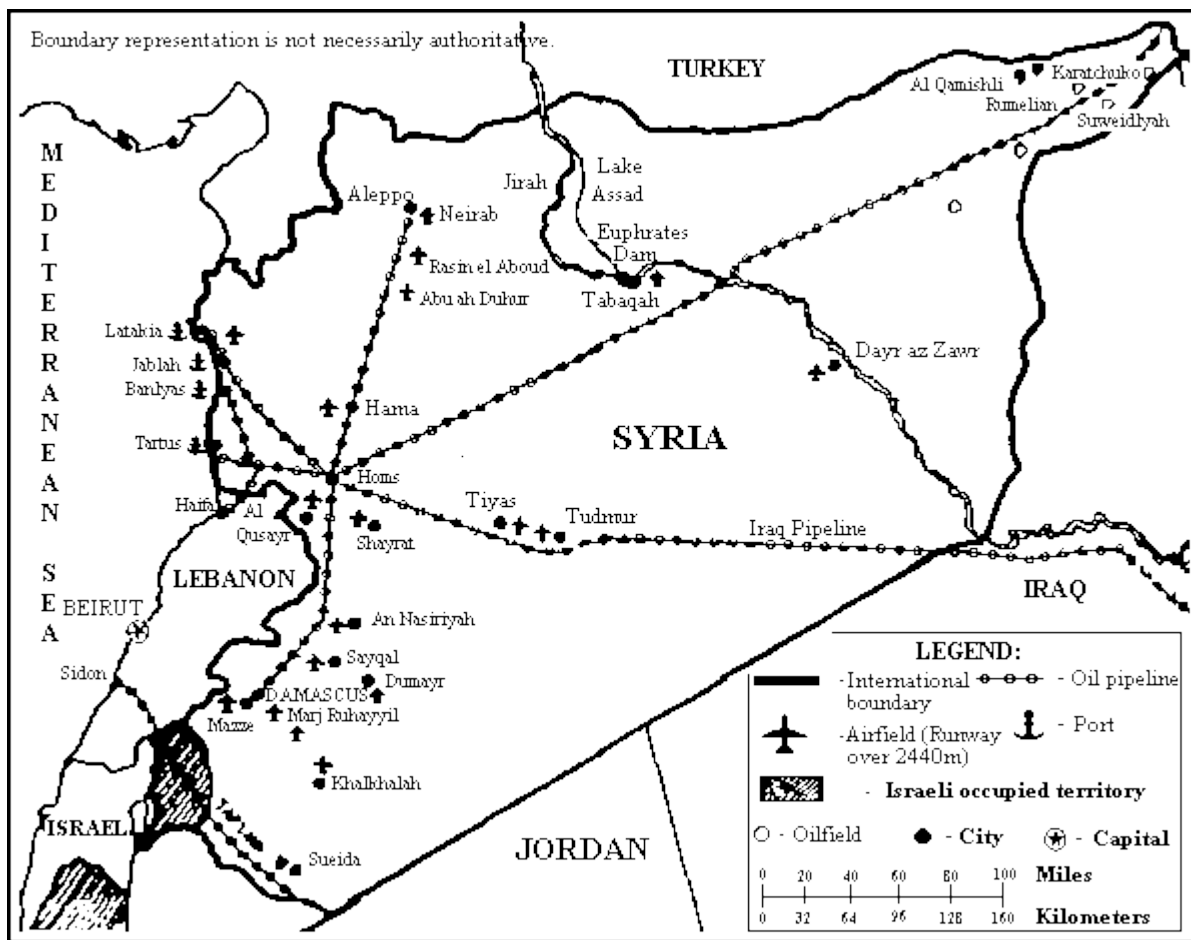 Boundary representation is not necessarily authoritative.
TURKEY
Al Qamishli
Karatchuko
Rumelian
Suweidlyah
MEDITERRANEAN SEA
Lake
Assad
Jirah
Aleppo
Neirab
Euphrates
Dam
Tabaqah
Rasin el Aboud
Abu ah Duhur
Latakia
Jablah
Banlyas
Dayr az Zawr
Hama
SYRIA
Tartus
Homs
Haifa
Al
Qusayr
Shayrat
Tiyas
Tudmur
Iraq Pipeline
LEBANON
IRAQ
BEIRUT
An Nasiriyah
Sayqal
Sidon
Dumayr
DAMASCUS
Mazze
Marj Ruhayyil
Khalkhalah
ISRAEL
JORDAN
Sueida
LEGEND:
- International
boundary
- Oil pipeline
-Airfield (Runway
over 2440m)
- Port
- Israeli occupied territory
- Oilfield
- City
- Capital
0 20 40 60 80 100 Miles
0 32 64 96 128 160 Kilometers